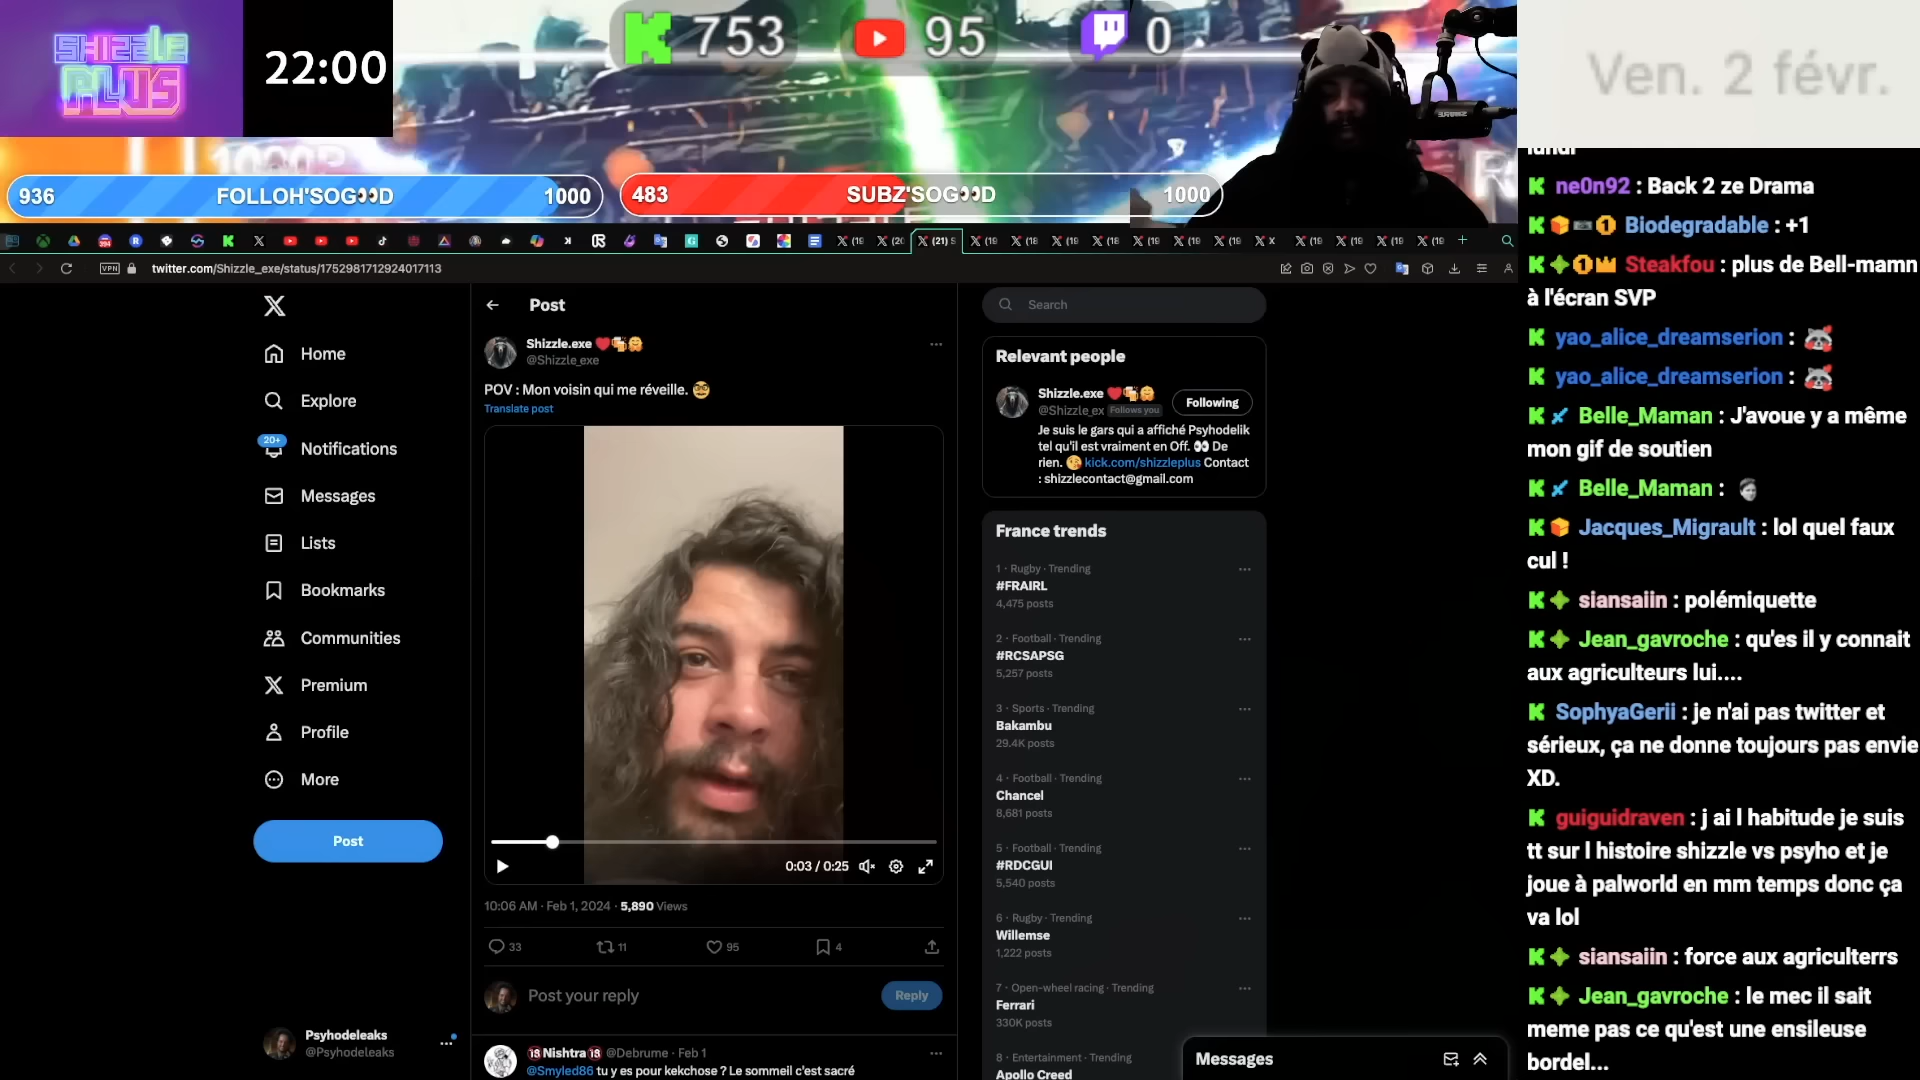 SHIZZLE
PLUS
22:00
753
95
0
Ven. 2 févr.
936
FOLLOH'SOG👀D
1000
483
SUBZ'SOG👀D
1000
twitter.com/Shizzle_exe/status/1752981712924017113
VPN
Home
Explore
20+
Notifications
Messages
Lists
Bookmarks
Communities
Premium
Profile
More
Post
Psyhodeleaks
@Psyhodeleaks
Post
Shizzle.exe ❤️🍻🤗
@Shizzle_exe
POV : Mon voisin qui me réveille. 🤓
Translate post
0:03 / 0:25
10:06 AM · Feb 1, 2024 · 5,890 Views
33
11
95
4
Post your reply
Reply
🔞Nishtra🔞 @Debrume · Feb 1
@Smyled86 tu y es pour kekchose ? Le sommeil c'est sacré
Search
Relevant people
Shizzle.exe ❤️🍻🤗
@Shizzle_ex Follows you
Following
Je suis le gars qui a affiché Psyhodelik
tel qu'il est vraiment en Off. 👀 De
rien. 😘 kick.com/shizzleplus Contact
: shizzlecontact@gmail.com
France trends
1 · Rugby · Trending
#FRAIRL
4,475 posts
2 · Football · Trending
#RCSAPSG
5,257 posts
3 · Sports · Trending
Bakambu
29.4K posts
4 · Football · Trending
Chancel
8,681 posts
5 · Football · Trending
#RDCGUI
5,540 posts
6 · Rugby · Trending
Willemse
1,222 posts
7 · Open-wheel racing · Trending
Ferrari
330K posts
8 · Entertainment · Trending
Apollo Creed
Messages
lundi
ne0n92 : Back 2 ze Drama
Biodegradable : +1
Steakfou : plus de Bell-mamn
à l'écran SVP
yao_alice_dreamserion :
yao_alice_dreamserion :
Belle_Maman : J'avoue y a même
mon gif de soutien
Belle_Maman :
Jacques_Migrault : lol quel faux
cul !
siansaiin : polémiquette
Jean_gavroche : qu'es il y connait
aux agriculteurs lui....
SophyaGerii : je n'ai pas twitter et
sérieux, ça ne donne toujours pas envie
XD.
guiguidraven : j ai l habitude je suis
tt sur l histoire shizzle vs psyho et je
joue à palworld en mm temps donc ça
va lol
siansaiin : force aux agriculterrs
Jean_gavroche : le mec il sait
meme pas ce qu'est une ensileuse
bordel...